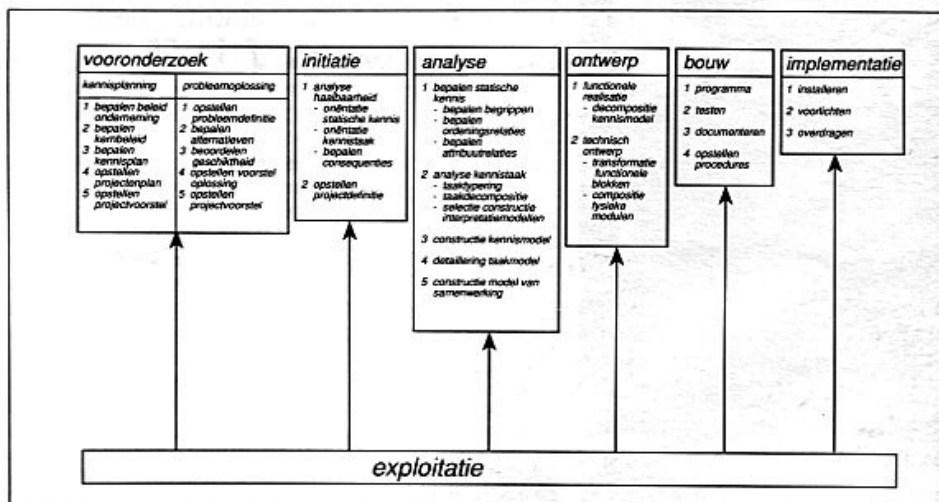 vooronderzoek
kennisplanning
1 bepalen beleid
onderneming
2 bepalen
kernbeleid
3 bepalen
kennisplan
4 opstellen
projectenplan
5 opstellen
projectvoorstel
probleemoplossing
1 opstellen
probleemdefinitie
2 bepalen
alternatieven
3 beoordelen
geschiktheid
4 opstellen voorstel
oplossing
5 opstellen
projectvoorstel
initiatie
1 analyse
haalbaarheid
- oriëntatie
statische kennis
- oriëntatie
kennistaak
- bepalen
consequenties
2 opstellen
projectdefinitie
analyse
1 bepalen statische
kennis
- bepalen begrippen
- bepalen
ordeningsrelaties
- bepalen
attribuutrelaties
2 analyse kennistaak
- taaktypering
- taakdecompositie
- selectie constructie
interpretatiemodellen
3 constructie kennismodel
4 detaillering taakmodel
5 constructie model van
samenwerking
ontwerp
1 functionele
realisatie
- decompositie
kennismodel
2 technisch
ontwerp
- transformatie
functionele
blokken
- compositie
fysieke
modulen
bouw
1 programma
2 testen
3 documenteren
4 opstellen
procedures
implementatie
1 installeren
2 voorlichten
3 overdragen
exploitatie